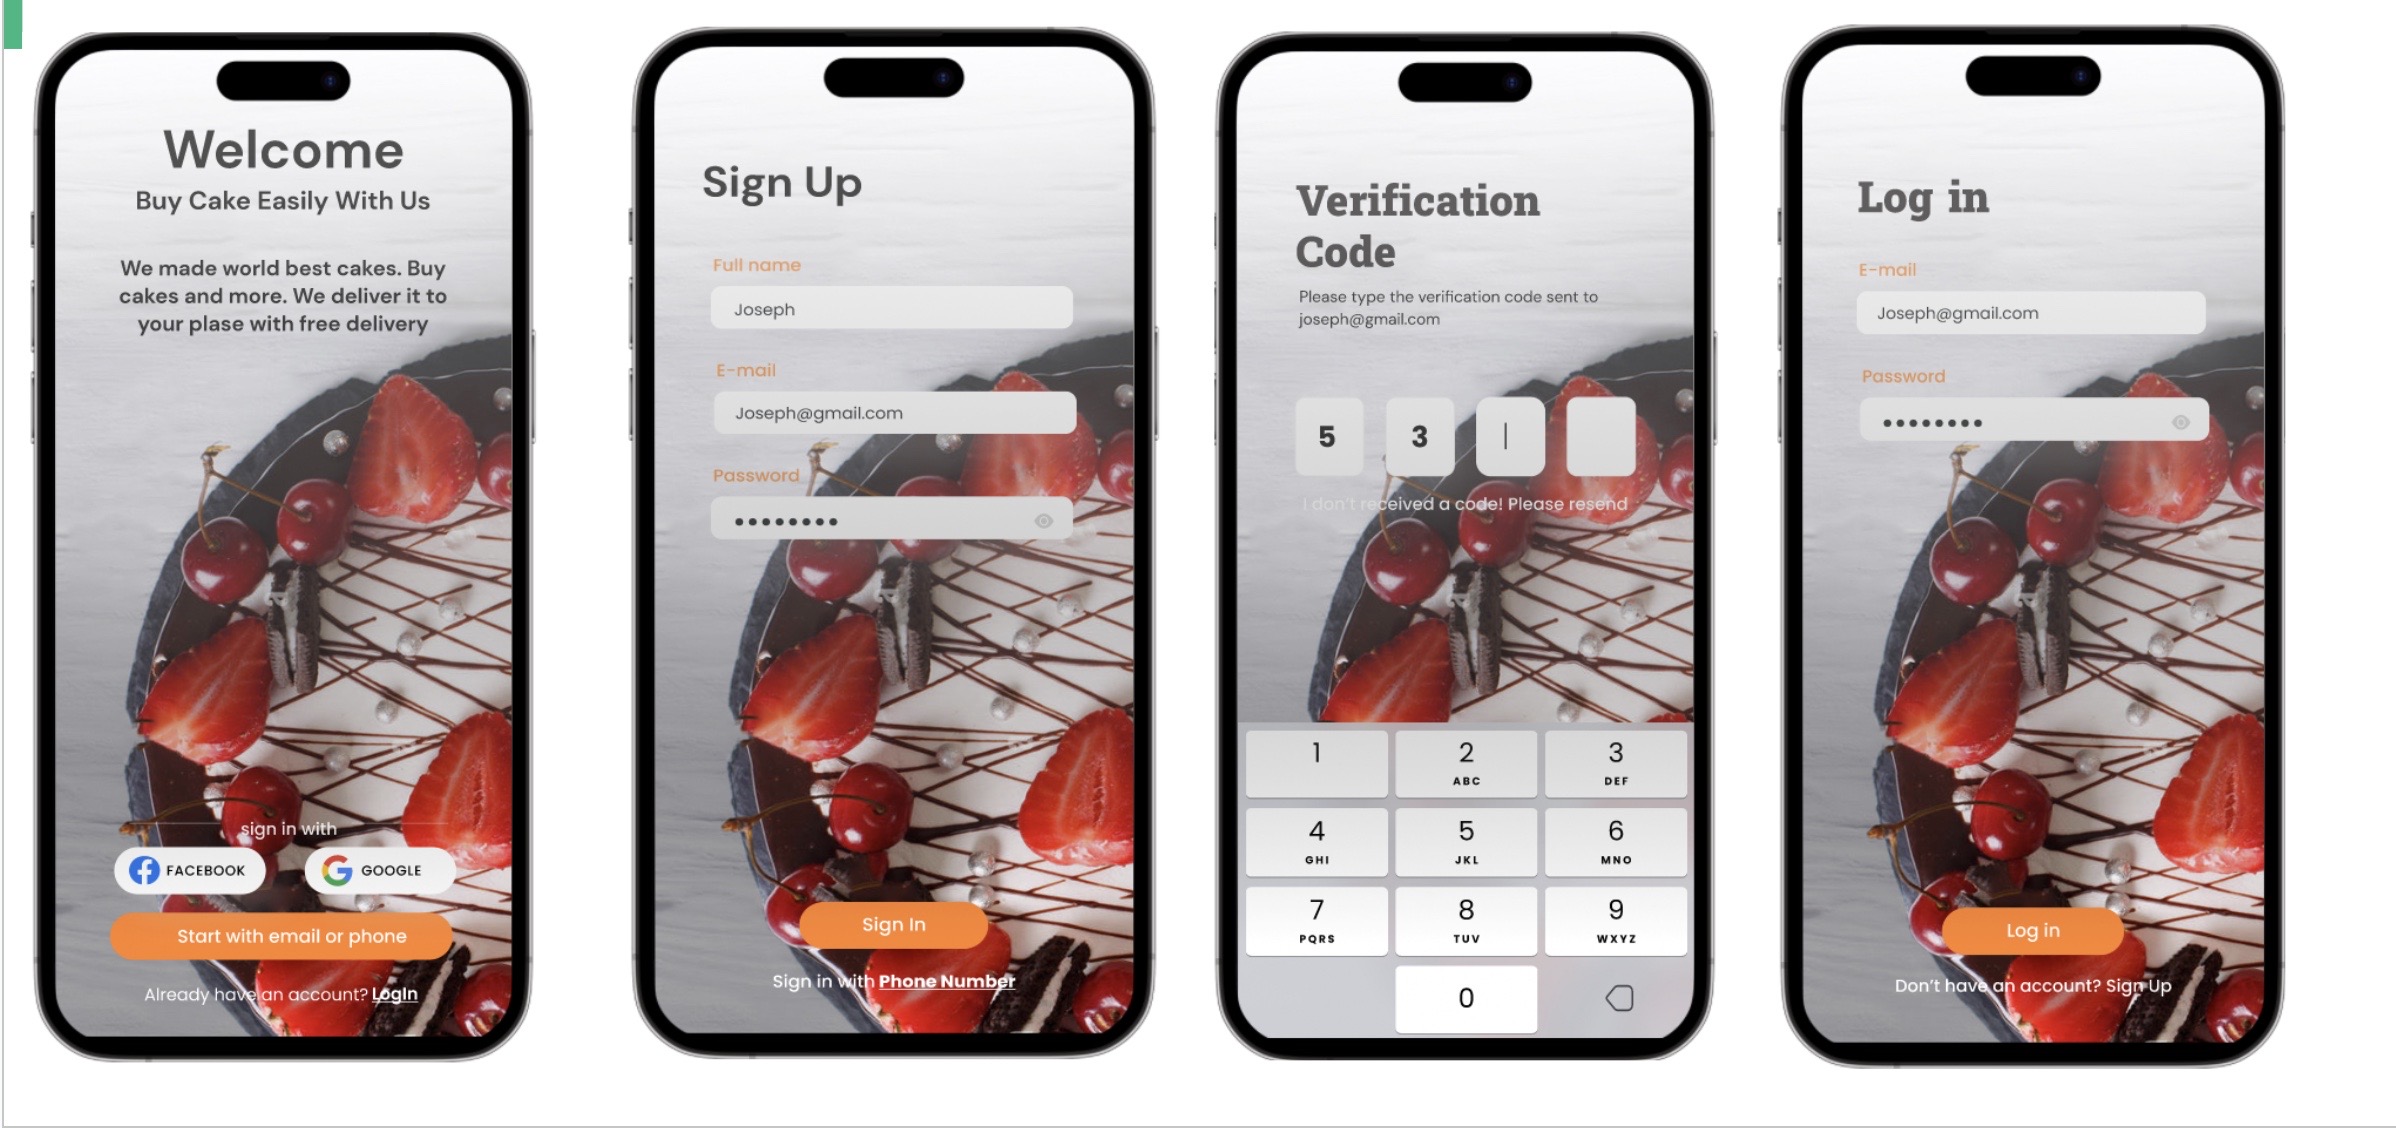 Welcome
Buy Cake Easily With Us
We made world best cakes. Buy
cakes and more. We deliver it to
your plase with free delivery
sign in with
FACEBOOK
GOOGLE
Start with email or phone
Already have an account? LogIn
Sign Up
Full name
Joseph
E-mail
Joseph@gmail.com
Password
Sign In
Sign in with Phone Number
Verification
Code
Please type the verification code sent to
joseph@gmail.com
5 3
I don't received a code! Please resend
1 2 3
ABC DEF
4 5 6
GHI JKL MNO
7 8 9
PQRS TUV WXYZ
0
Log in
E-mail
Joseph@gmail.com
Password
Log in
Don't have an account? Sign Up